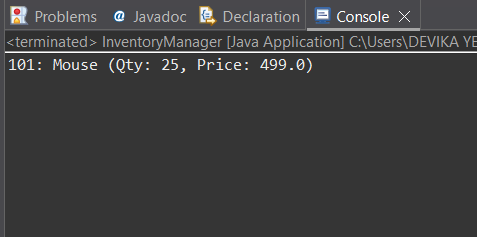 Problems @ Javadoc Declaration Console
<terminated> InventoryManager [Java Application] C:\Users\DEVIKA YE
101: Mouse (Qty: 25, Price: 499.0)